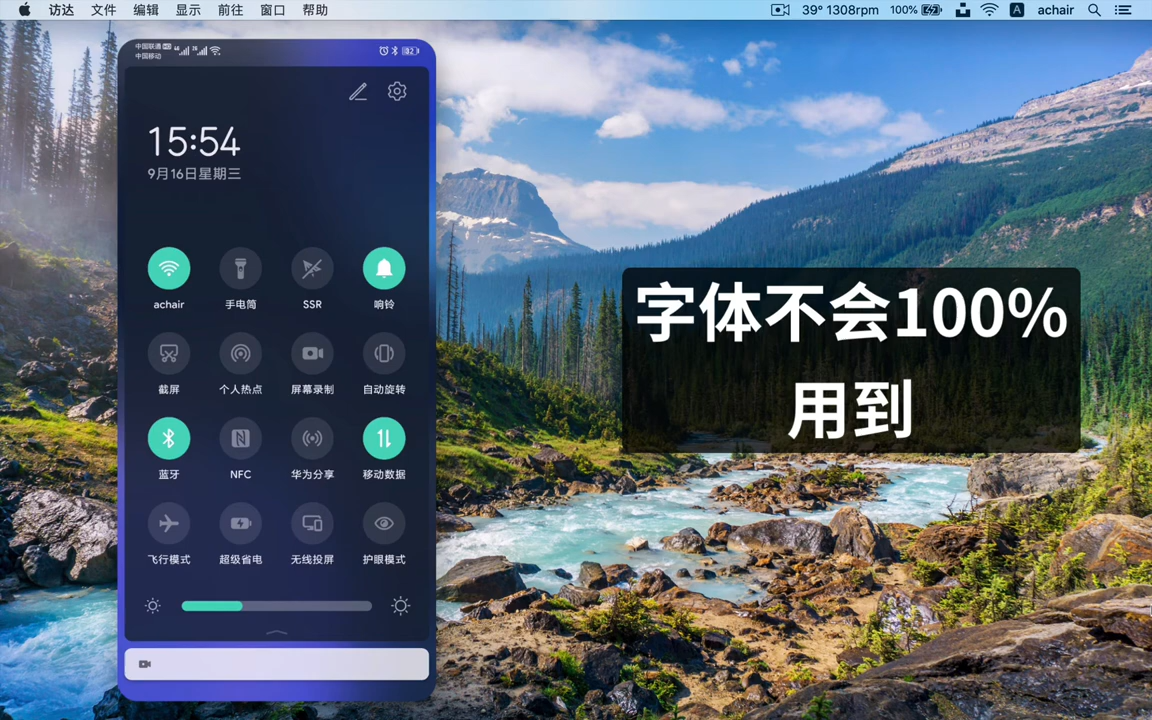 访达 文件 编辑 显示 前往 窗口 帮助 39° 1308rpm 100% A achair
中国联通 HD
中国移动
15:54
9月16日星期三
achair 手电筒 SSR 响铃
截屏 个人热点 屏幕录制 自动旋转
蓝牙 NFC 华为分享 移动数据
飞行模式 超级省电 无线投屏 护眼模式
字体不会100%
用到